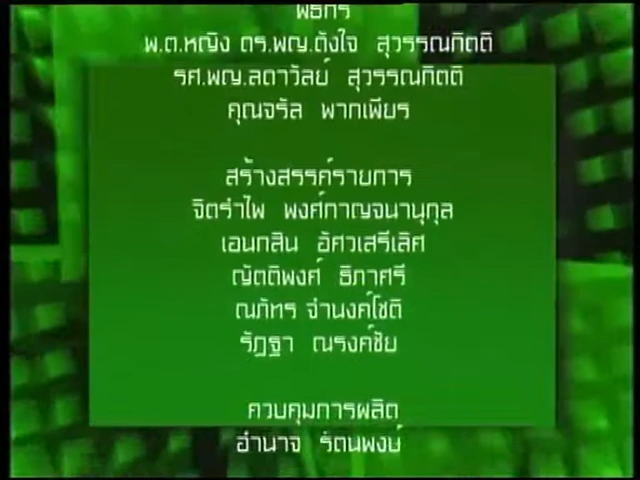 พิธีกร
พ.ต.หญิง ดร.พญ.ตั้งใจ สุวรรณกิตติ
รศ.พญ.ลดาวัลย์ สุวรรณกิตติ
คุณจรัล พากเพียร
สร้างสรรค์รายการ
จิตรำไพ พงศ์กาญจนานุกุล
เอนกสิน อัศวเสรีเลิศ
ญัตติพงศ์ ธิภาศรี
ณภัทร จำนงค์โชติ
รัฎฐา ณรงค์ชัย
ควบคุมการผลิต
อำนาจ รัตนพงษ์